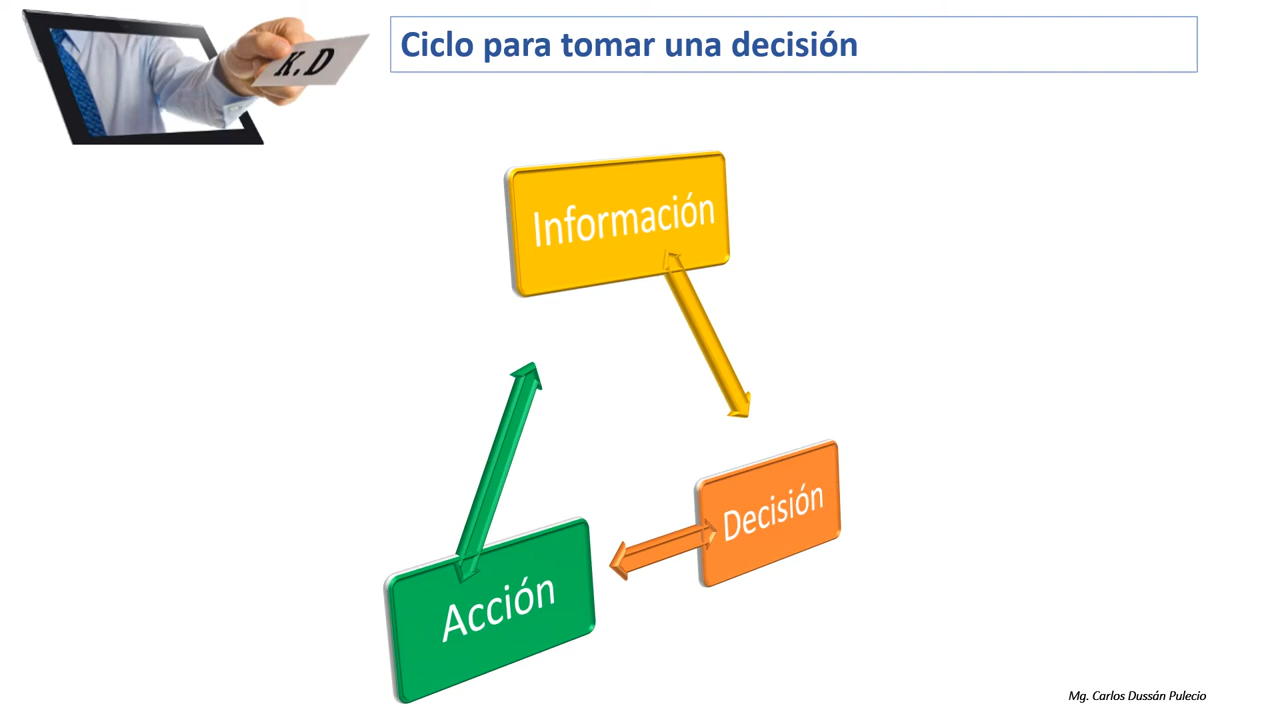 K.D
Ciclo para tomar una decisión
Información
Decisión
Acción
Mg. Carlos Dussán Pulecio